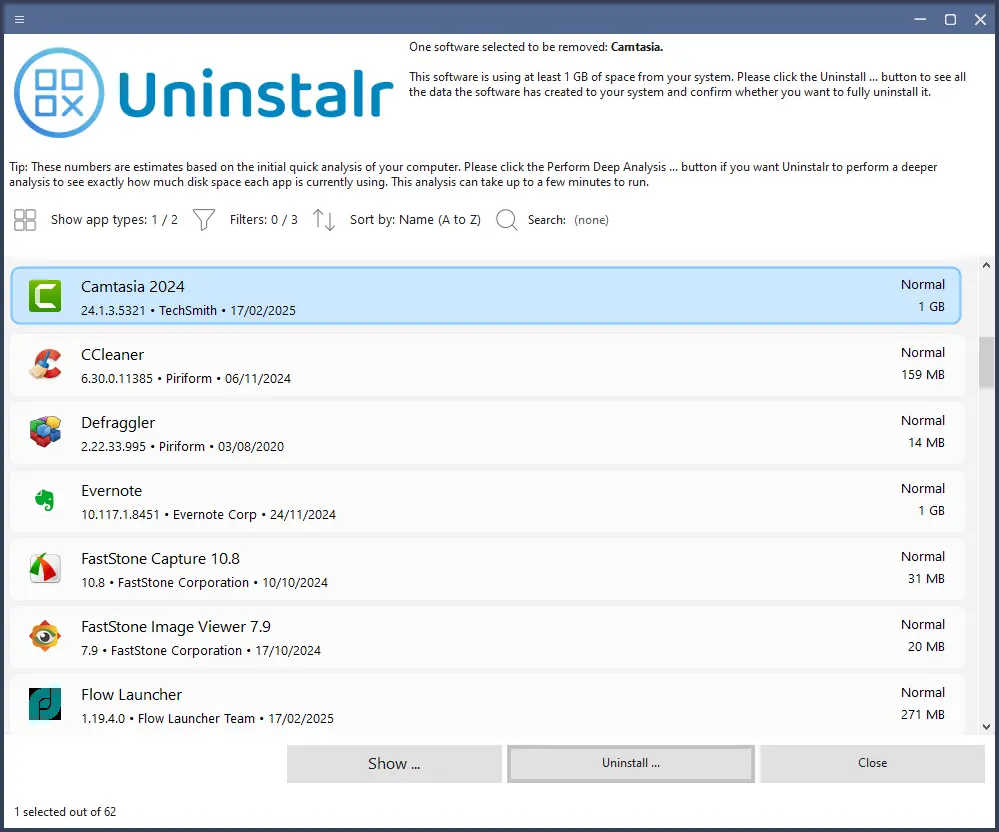 One software selected to be removed: Camtasia.
Uninstalr
This software is using at least 1 GB of space from your system. Please click the Uninstall ... button to see all
the data the software has created to your system and confirm whether you want to fully uninstall it.
Tip: These numbers are estimates based on the initial quick analysis of your computer. Please click the Perform Deep Analysis ... button if you want Uninstalr to perform a deeper
analysis to see exactly how much disk space each app is currently using. This analysis can take up to a few minutes to run.
Show app types: 1 / 2 Filters: 0 / 3 Sort by: Name (A to Z) Search: (none)
Camtasia 2024 Normal
24.1.3.5321 • TechSmith • 17/02/2025 1 GB
CCleaner Normal
6.30.0.11385 • Piriform • 06/11/2024 159 MB
Defraggler Normal
2.22.33.995 • Piriform • 03/08/2020 14 MB
Evernote Normal
10.117.1.8451 • Evernote Corp • 24/11/2024 1 GB
FastStone Capture 10.8 Normal
10.8 • FastStone Corporation • 10/10/2024 31 MB
FastStone Image Viewer 7.9 Normal
7.9 • FastStone Corporation • 17/10/2024 20 MB
Flow Launcher Normal
1.19.4.0 • Flow Launcher Team • 17/02/2025 271 MB
Show ... Uninstall ... Close
1 selected out of 62